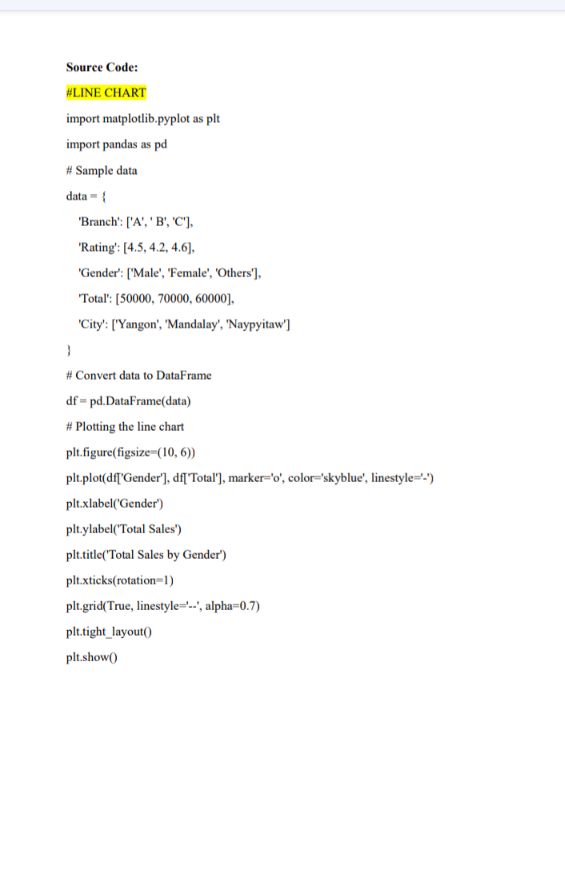 Source Code:
#LINE CHART
import matplotlib.pyplot as plt
import pandas as pd
# Sample data
data = {
'Branch': ['A', ' B', 'C'],
'Rating': [4.5, 4.2, 4.6],
'Gender': ['Male', 'Female', 'Others'],
'Total': [50000, 70000, 60000],
'City': ['Yangon', 'Mandalay', 'Naypyitaw']
}
# Convert data to DataFrame
df = pd.DataFrame(data)
# Plotting the line chart
plt.figure(figsize=(10, 6))
plt.plot(df['Gender'], df['Total'], marker='o', color='skyblue', linestyle='-')
plt.xlabel('Gender')
plt.ylabel('Total Sales')
plt.title('Total Sales by Gender')
plt.xticks(rotation=1)
plt.grid(True, linestyle='--', alpha=0.7)
plt.tight_layout()
plt.show()